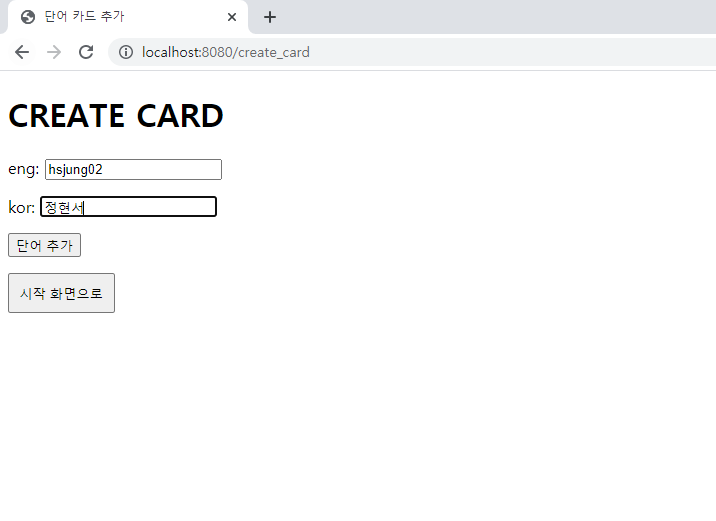 단어 카드 추가
localhost:8080/create_card
CREATE CARD
eng: hsjung02
kor: 정현서
단어 추가
시작 화면으로